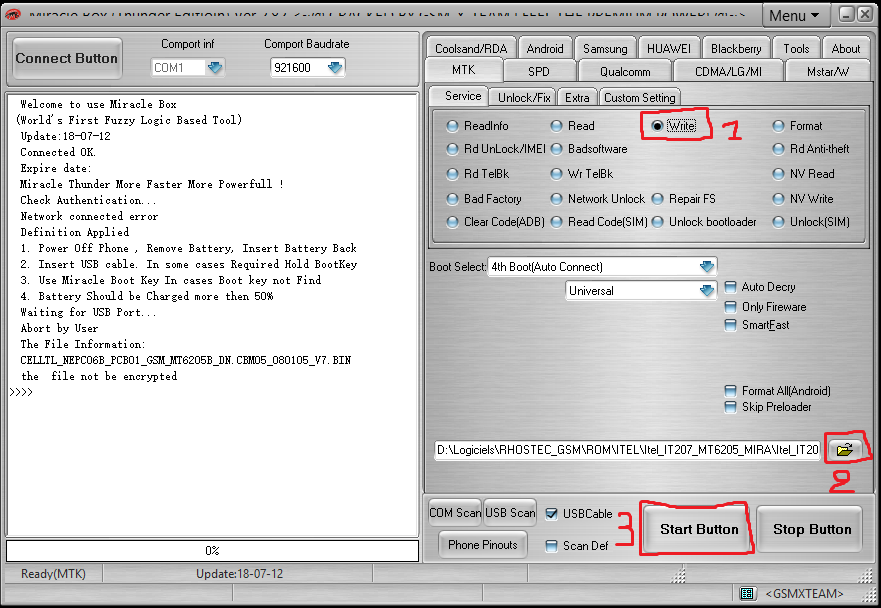 Menu
Connect Button
Comport inf
Comport Baudrate
COM1
921600
Welcome to use Miracle Box
(World's First Fuzzy Logic Based Tool)
Update:18-07-12
Connected OK.
Expire date:
Miracle Thunder More Faster More Powerfull !
Check Authentication...
Network connected error
Definition Applied
1. Power Off Phone , Remove Battery, Insert Battery Back
2. Insert USB cable. In some cases Required Hold BootKey
3. Use Miracle Boot Key In cases Boot key not Find
4. Battery Should be Charged more then 50%
Waiting for USB Port...
Abort by User
The File Information:
CELLTL_NEPC06B_PCB01_GSM_MT6205B_DN.CBM05_080105_V7.BIN
the file not be encrypted
>>>>
0%
Coolsand/RDA Android Samsung HUAWEI Blackberry Tools About
MTK SPD Qualcomm CDMA/LG/MI Mstar/W
Service Unlock/Fix Extra Custom Setting
ReadInfo Read Write Format
1
Rd UnLock/IMEI Badsoftware Rd Anti-theft
Rd TelBk Wr TelBk NV Read
Bad Factory Network Unlock Repair FS NV Write
Clear Code(ADB) Read Code(SIM) Unlock bootloader Unlock(SIM)
Boot Select: 4th Boot(Auto Connect)
Universal
Auto Decry
Only Fireware
SmartFast
Format All(Android)
Skip Preloader
D:\Logiciels\RHOSTEC_GSM\ROM\ITEL\Itel_IT207_MT6205_MIRA\Itel_IT20
2
COM Scan USB Scan USBCable
3
Phone Pinouts Scan Def
Start Button Stop Button
Ready(MTK) Update:18-07-12
<GSMXTEAM>